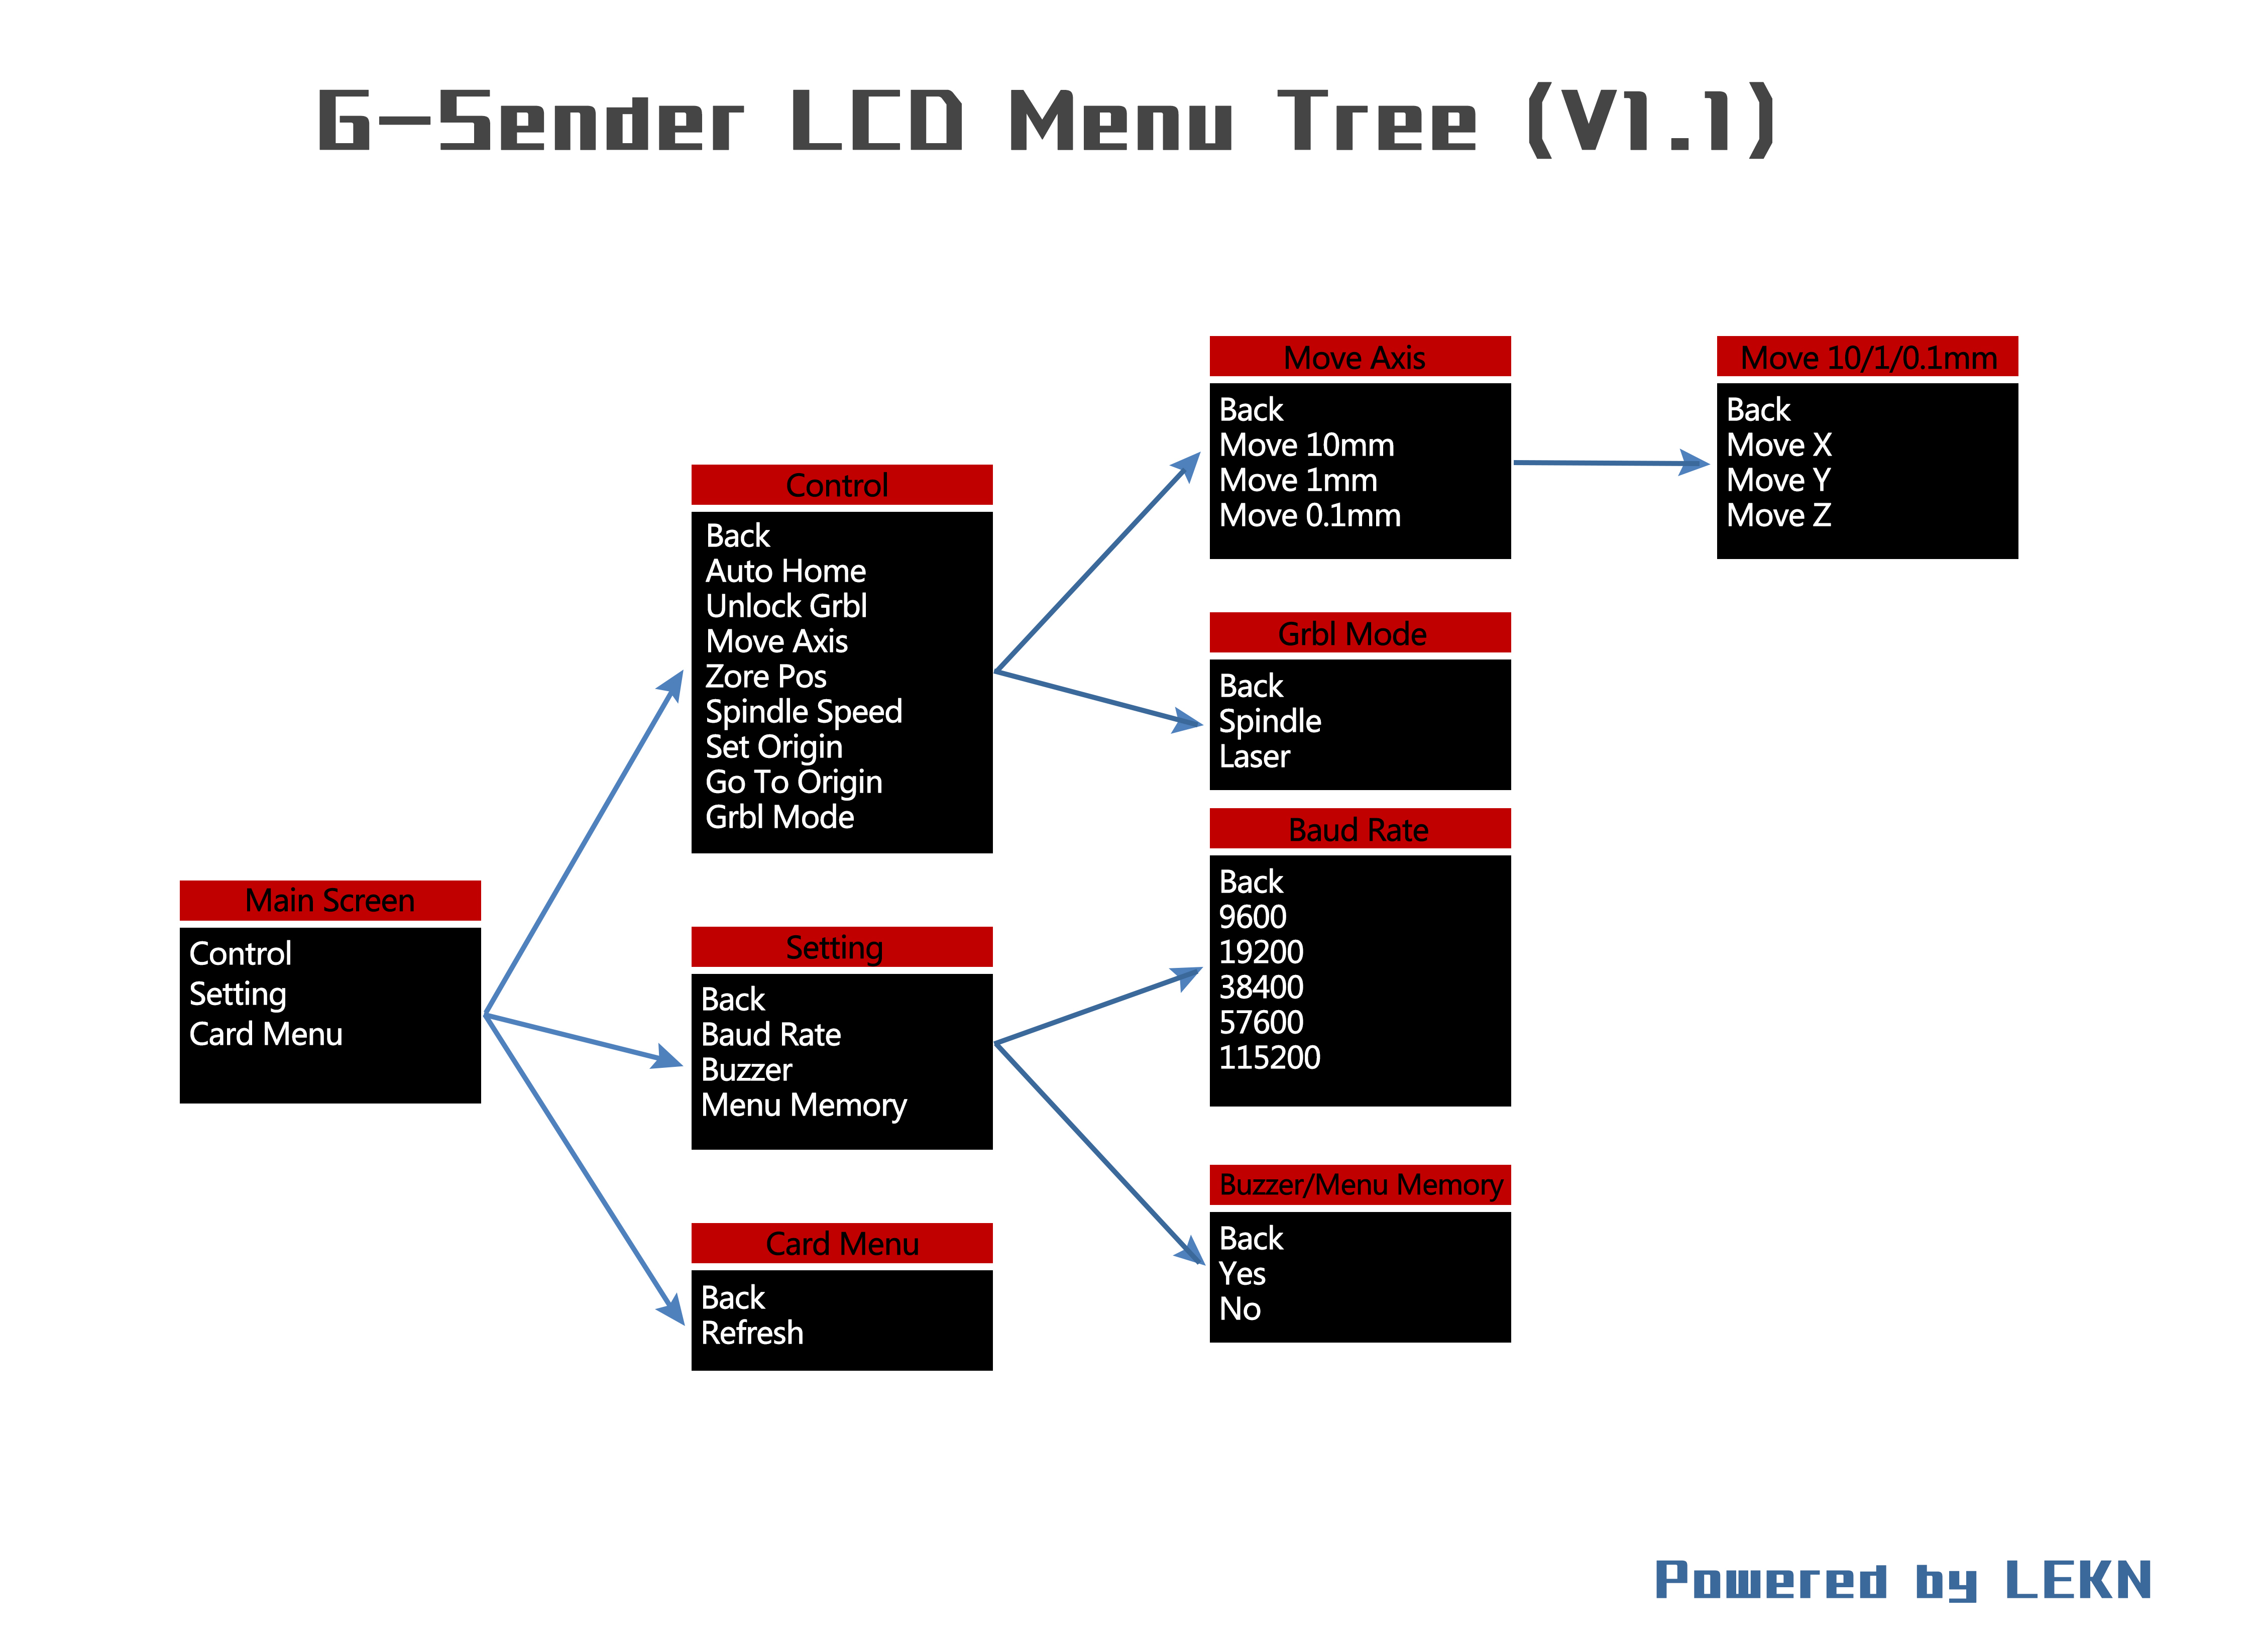 G-Sender LCD Menu Tree (V1.1)
Main Screen
Control
Setting
Card Menu
Control
Back
Auto Home
Unlock Grbl
Move Axis
Zore Pos
Spindle Speed
Set Origin
Go To Origin
Grbl Mode
Setting
Back
Baud Rate
Buzzer
Menu Memory
Card Menu
Back
Refresh
Move Axis
Back
Move 10mm
Move 1mm
Move 0.1mm
Grbl Mode
Back
Spindle
Laser
Baud Rate
Back
9600
19200
38400
57600
115200
Buzzer/Menu Memory
Back
Yes
No
Move 10/1/0.1mm
Back
Move X
Move Y
Move Z
Powered by LEKN